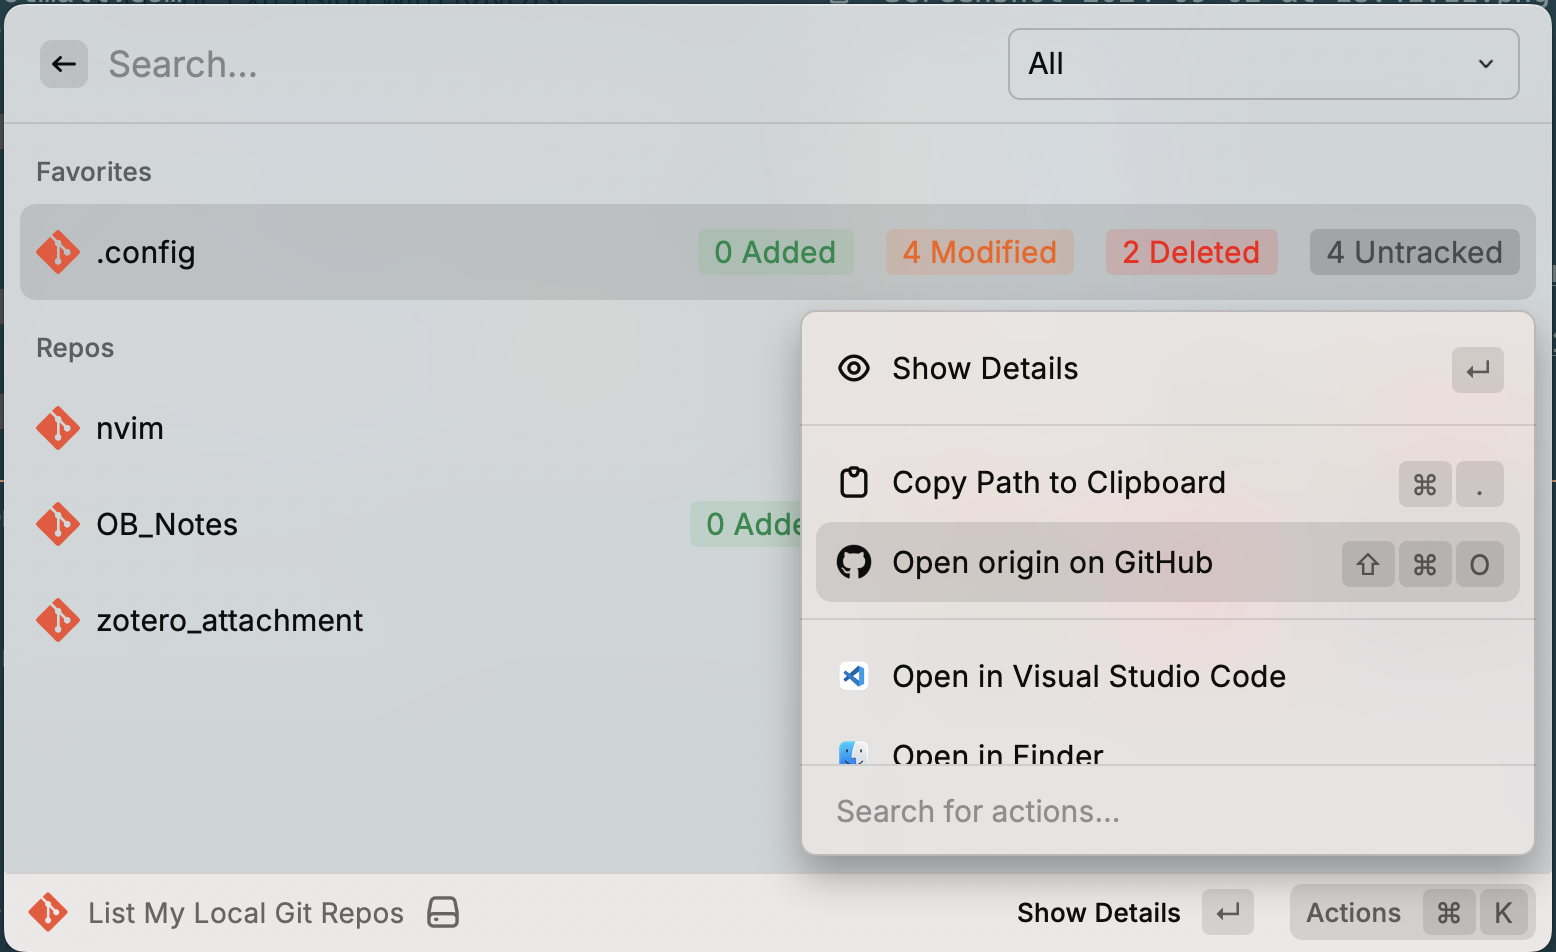 Search...
All
Favorites
.config 0 Added 4 Modified 2 Deleted 4 Untracked
Repos
Show Details
nvim
Copy Path to Clipboard ⌘ .
OB_Notes 0 Adde
Open origin on GitHub ⇧ ⌘ O
zotero_attachment
Open in Visual Studio Code
Open in Finder
Search for actions...
List My Local Git Repos Show Details Actions ⌘ K